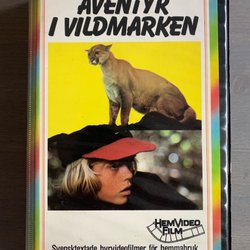 ÄVENTYR
I VILDMARKEN
HEMVIDEO
FILM
Svensktextade hyrvideofilmer för hemmabruk